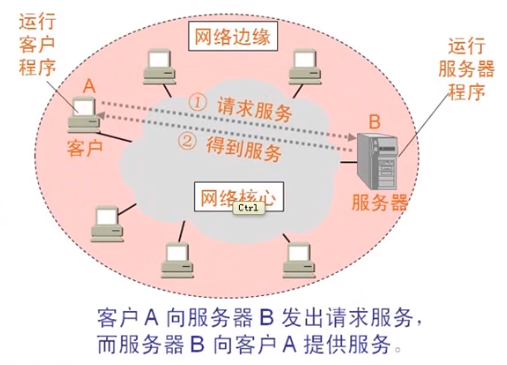 运行
客户
程序
网络边缘
运行
服务器
程序
A
① 请求服务
B
② 得到服务
客户
网络核心
Ctrl
服务器
客户 A 向服务器 B 发出请求服务，
而服务器 B 向客户 A 提供服务。